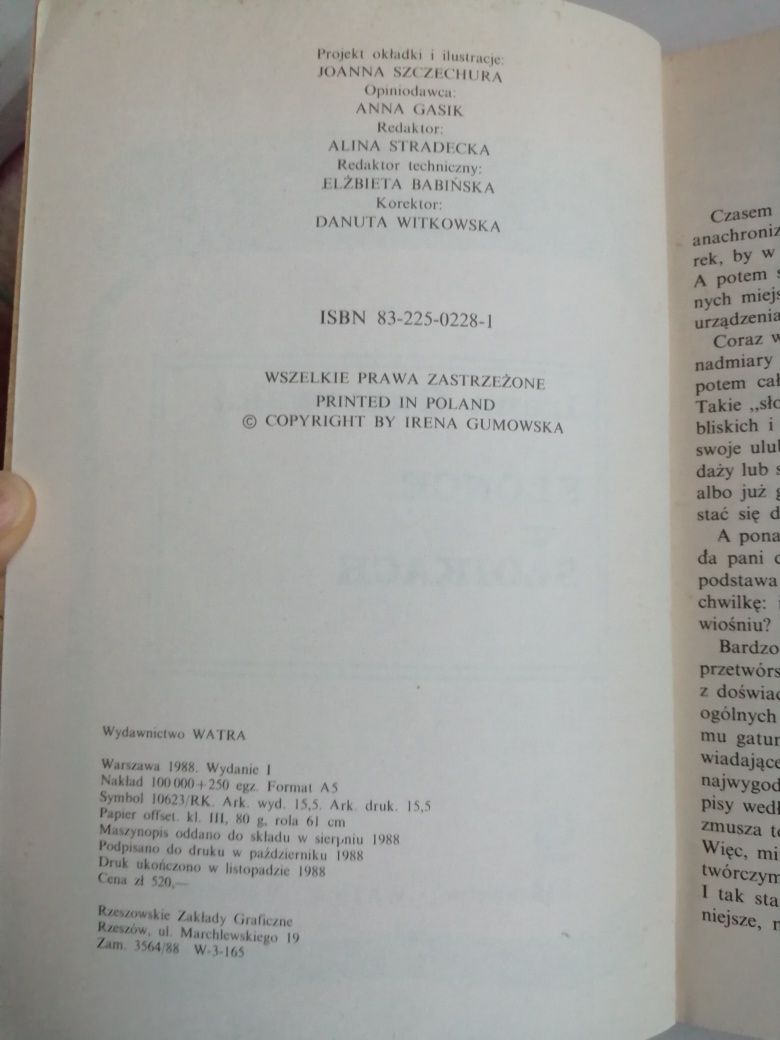 Projekt okładki i ilustracje:
JOANNA SZCZECHURA
Opiniodawca:
ANNA GASIK
Redaktor:
ALINA STRADECKA
Redaktor techniczny:
ELŻBIETA BABIŃSKA
Korektor:
DANUTA WITKOWSKA
ISBN 83-225-0228-1
WSZELKIE PRAWA ZASTRZEŻONE
PRINTED IN POLAND
© COPYRIGHT BY IRENA GUMOWSKA
Wydawnictwo WATRA
Warszawa 1988. Wydanie I
Nakład 100 000 + 250 egz. Format A5
Symbol 10623/RK. Ark. wyd. 15,5. Ark. druk. 15,5
Papier offset. kl. III, 80 g, rola 61 cm
Maszynopis oddano do składu w sierpniu 1988
Podpisano do druku w październiku 1988
Druk ukończono w listopadzie 1988
Cena zł 520,—
Rzeszowskie Zakłady Graficzne
Rzeszów, ul. Marchlewskiego 19
Zam. 3564/88 W-3-165
Czasem
anachroniz
rek, by w
A potem s
nych miejs
urządzenia
Coraz w
nadmiary
potem cał
Takie „sło
bliskich i
swoje ulub
daży lub s
albo już g
stać się d
A pona
da pani d
podstawa
chwilkę:
wiośniu?
Bardzo
przetwórs
z doświad
ogólnych
mu gatun
wiadające
najwygod
pisy wedł
zmusza te
Więc, mi
twórczym
I tak sta
niejsze, n